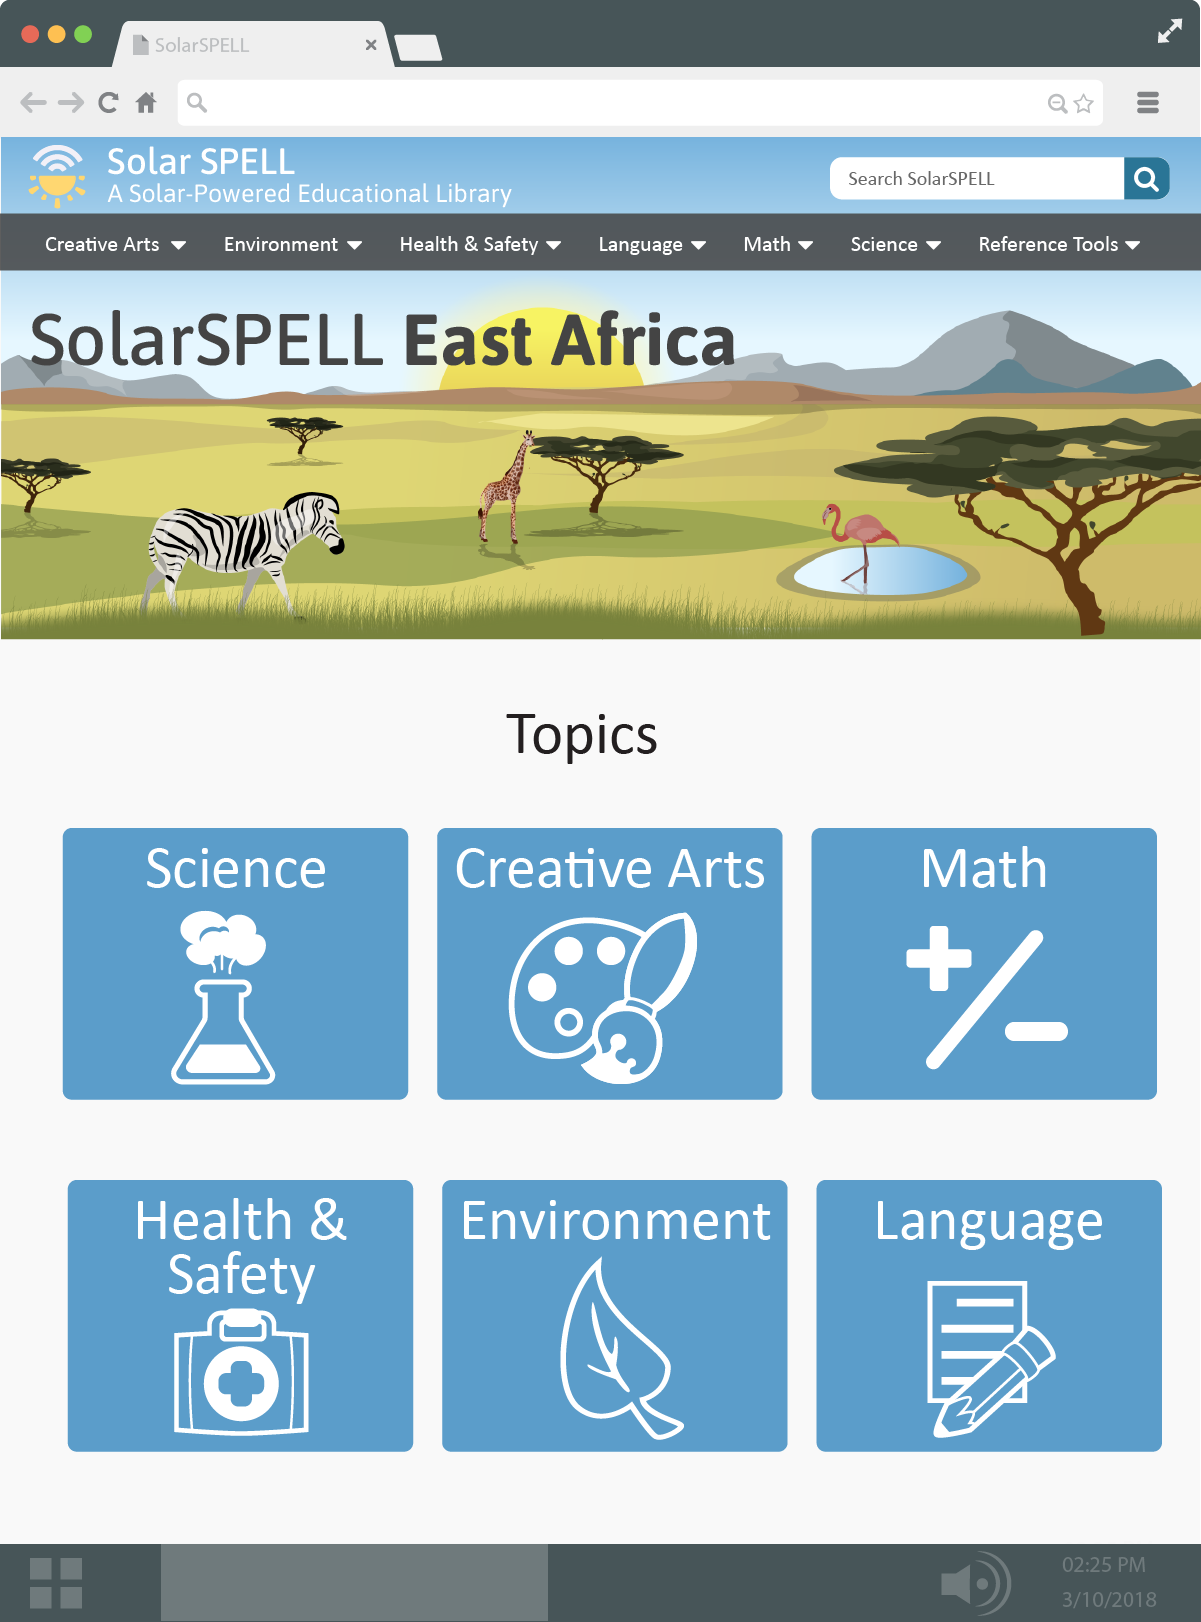 SolarSPELL
Solar SPELL
A Solar-Powered Educational Library
Search SolarSPELL
Creative Arts Environment Health & Safety Language Math Science Reference Tools
SolarSPELL East Africa
Topics
Science Creative Arts Math
Health & Safety
Environment Language
02:25 PM
3/10/2018